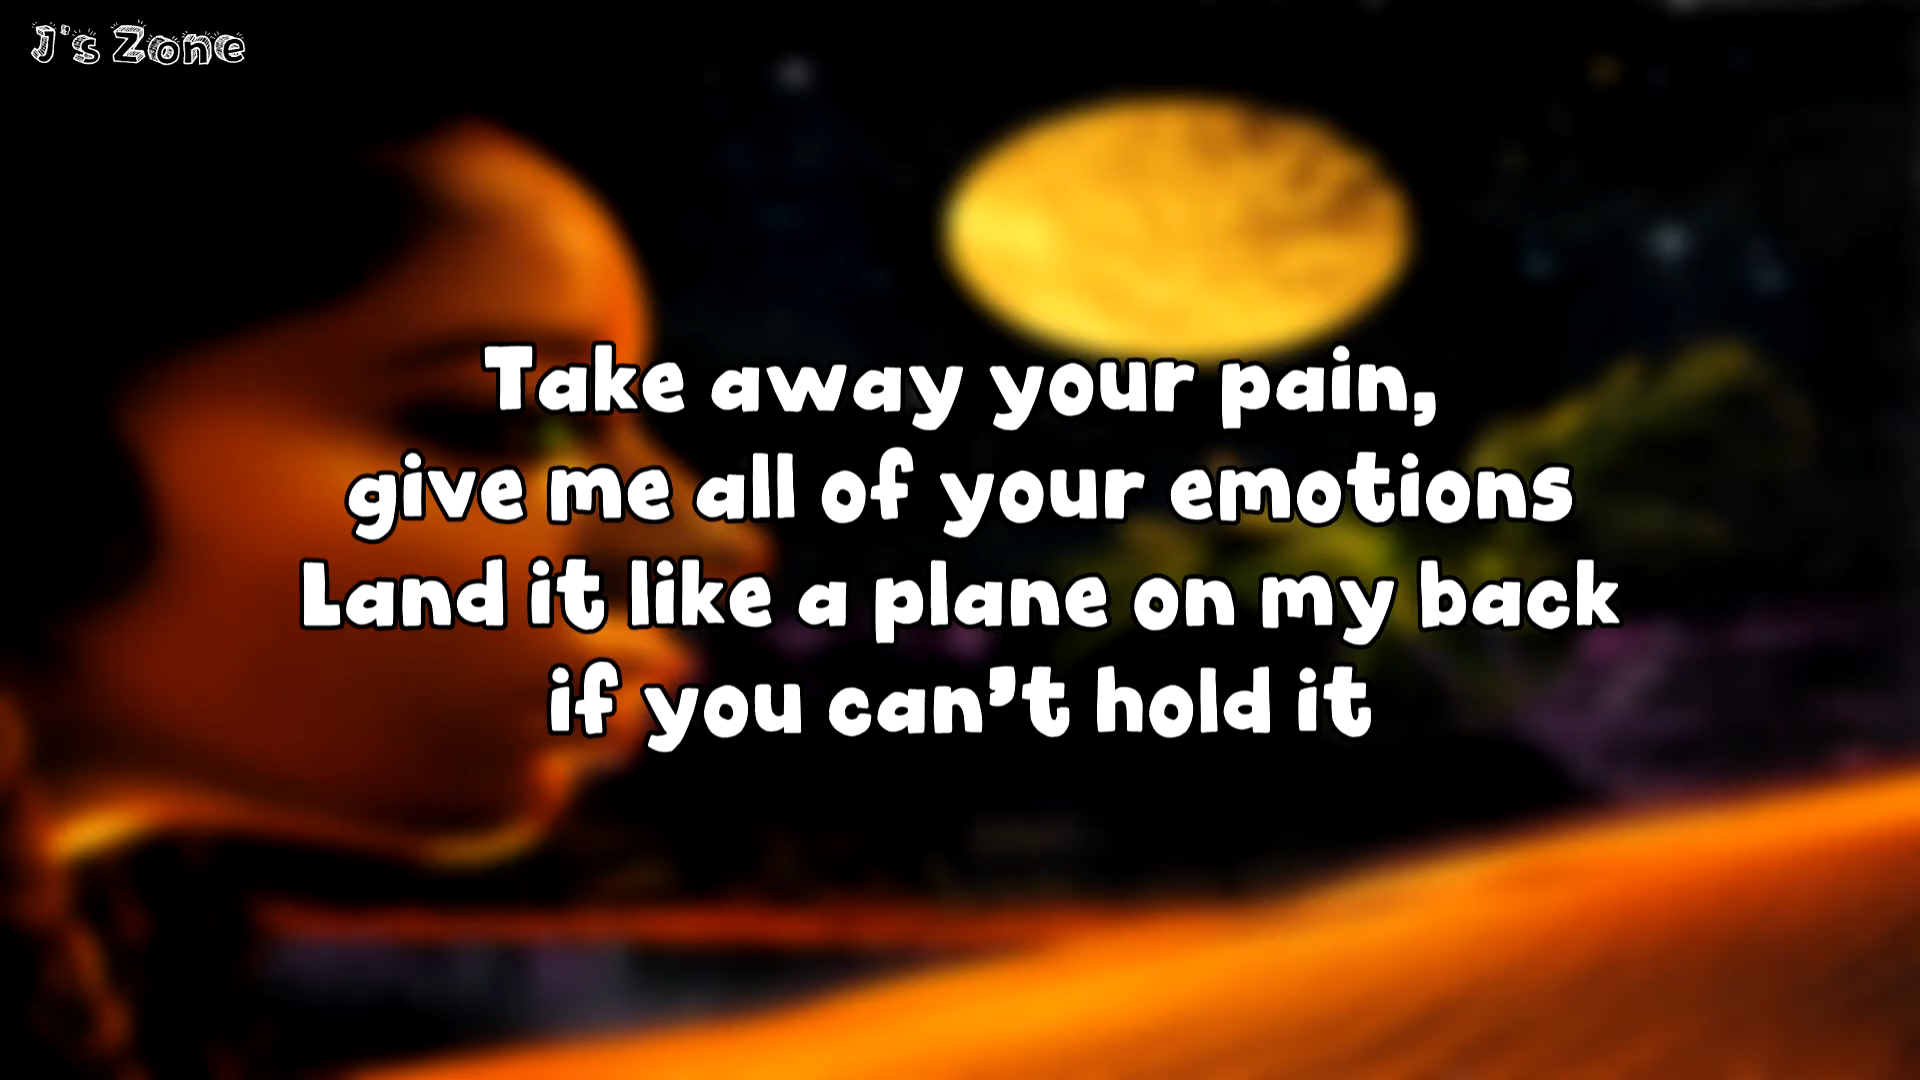 J's Zone
Take away your pain,
give me all of your emotions
Land it like a plane on my back
if you can't hold it